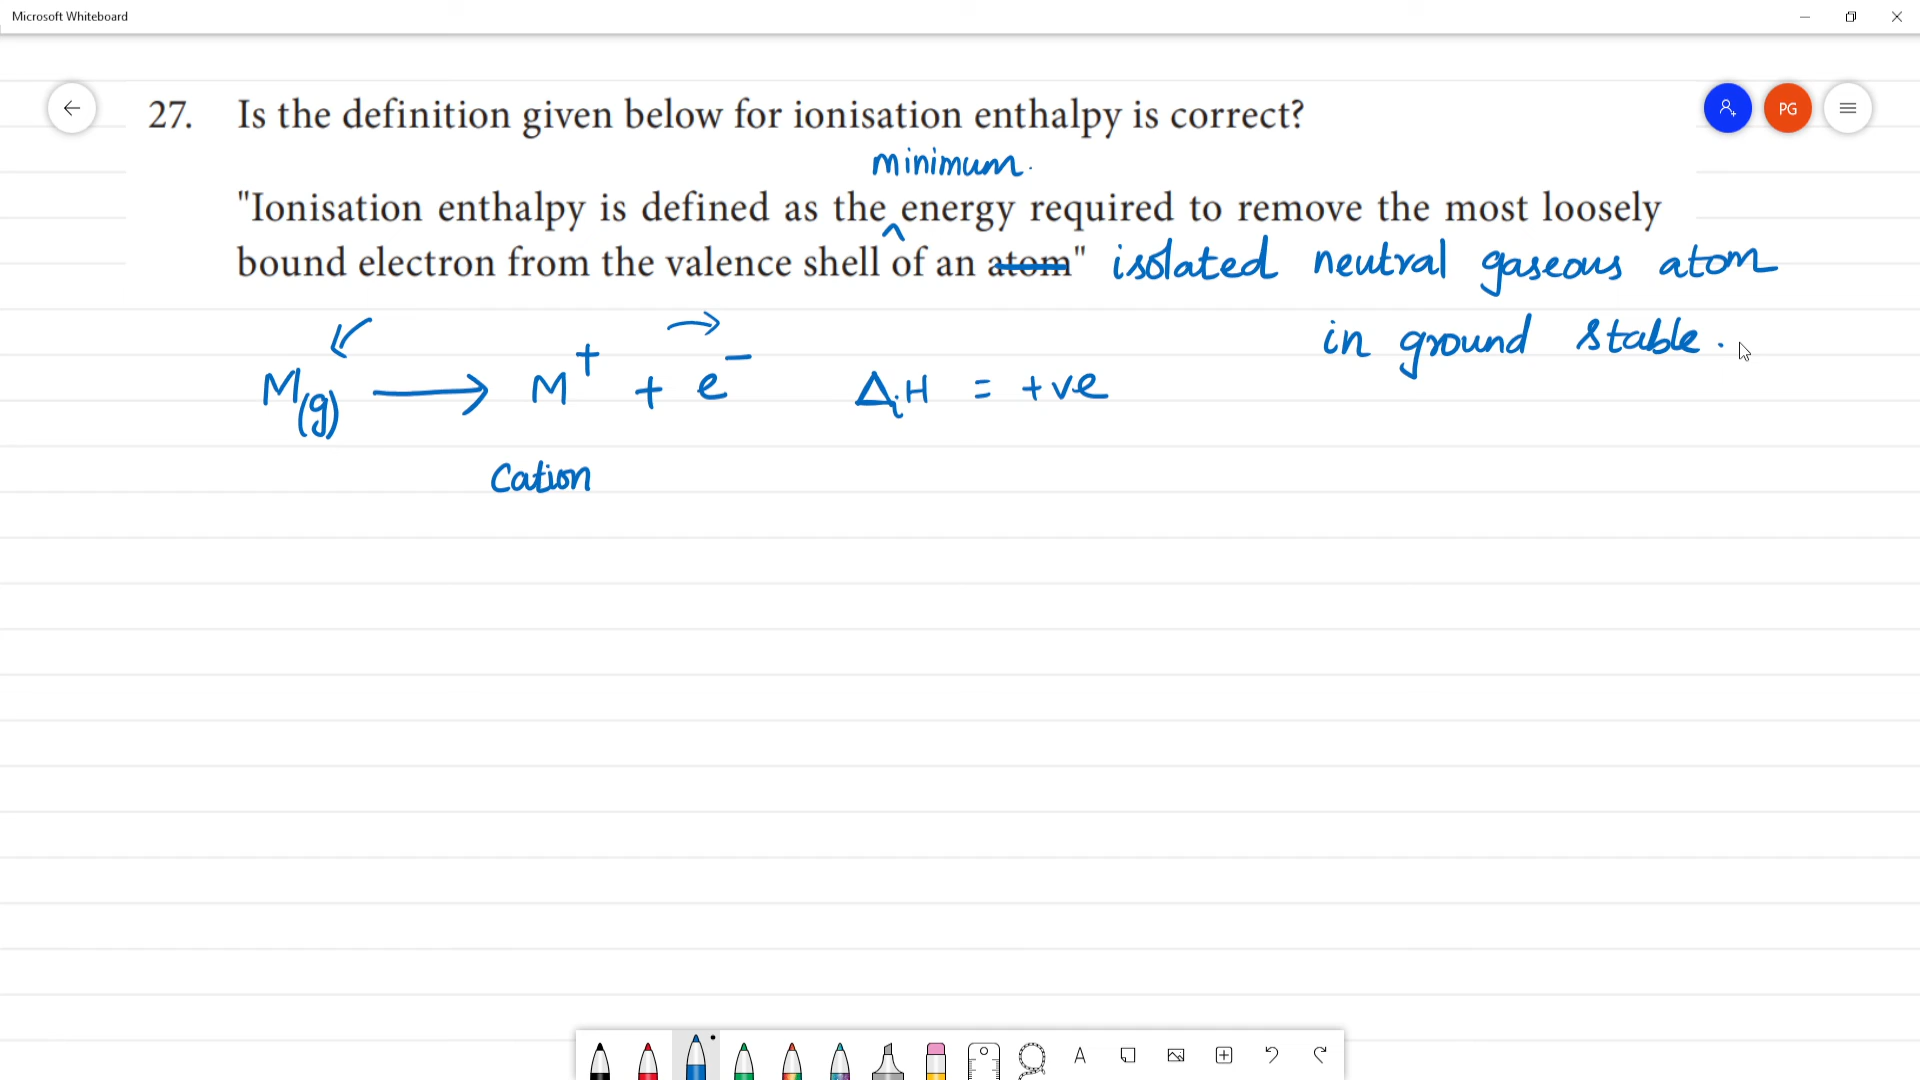 Microsoft Whiteboard
PG
27. Is the definition given below for ionisation enthalpy is correct?
minimum.
"Ionisation enthalpy is defined as the ^ energy required to remove the most loosely
bound electron from the valence shell of an atom" isolated neutral gaseous atom
in ground stable.
M(g) ⟶ M⁺ + e⁻ ΔᵢH = +ve
Cation
A